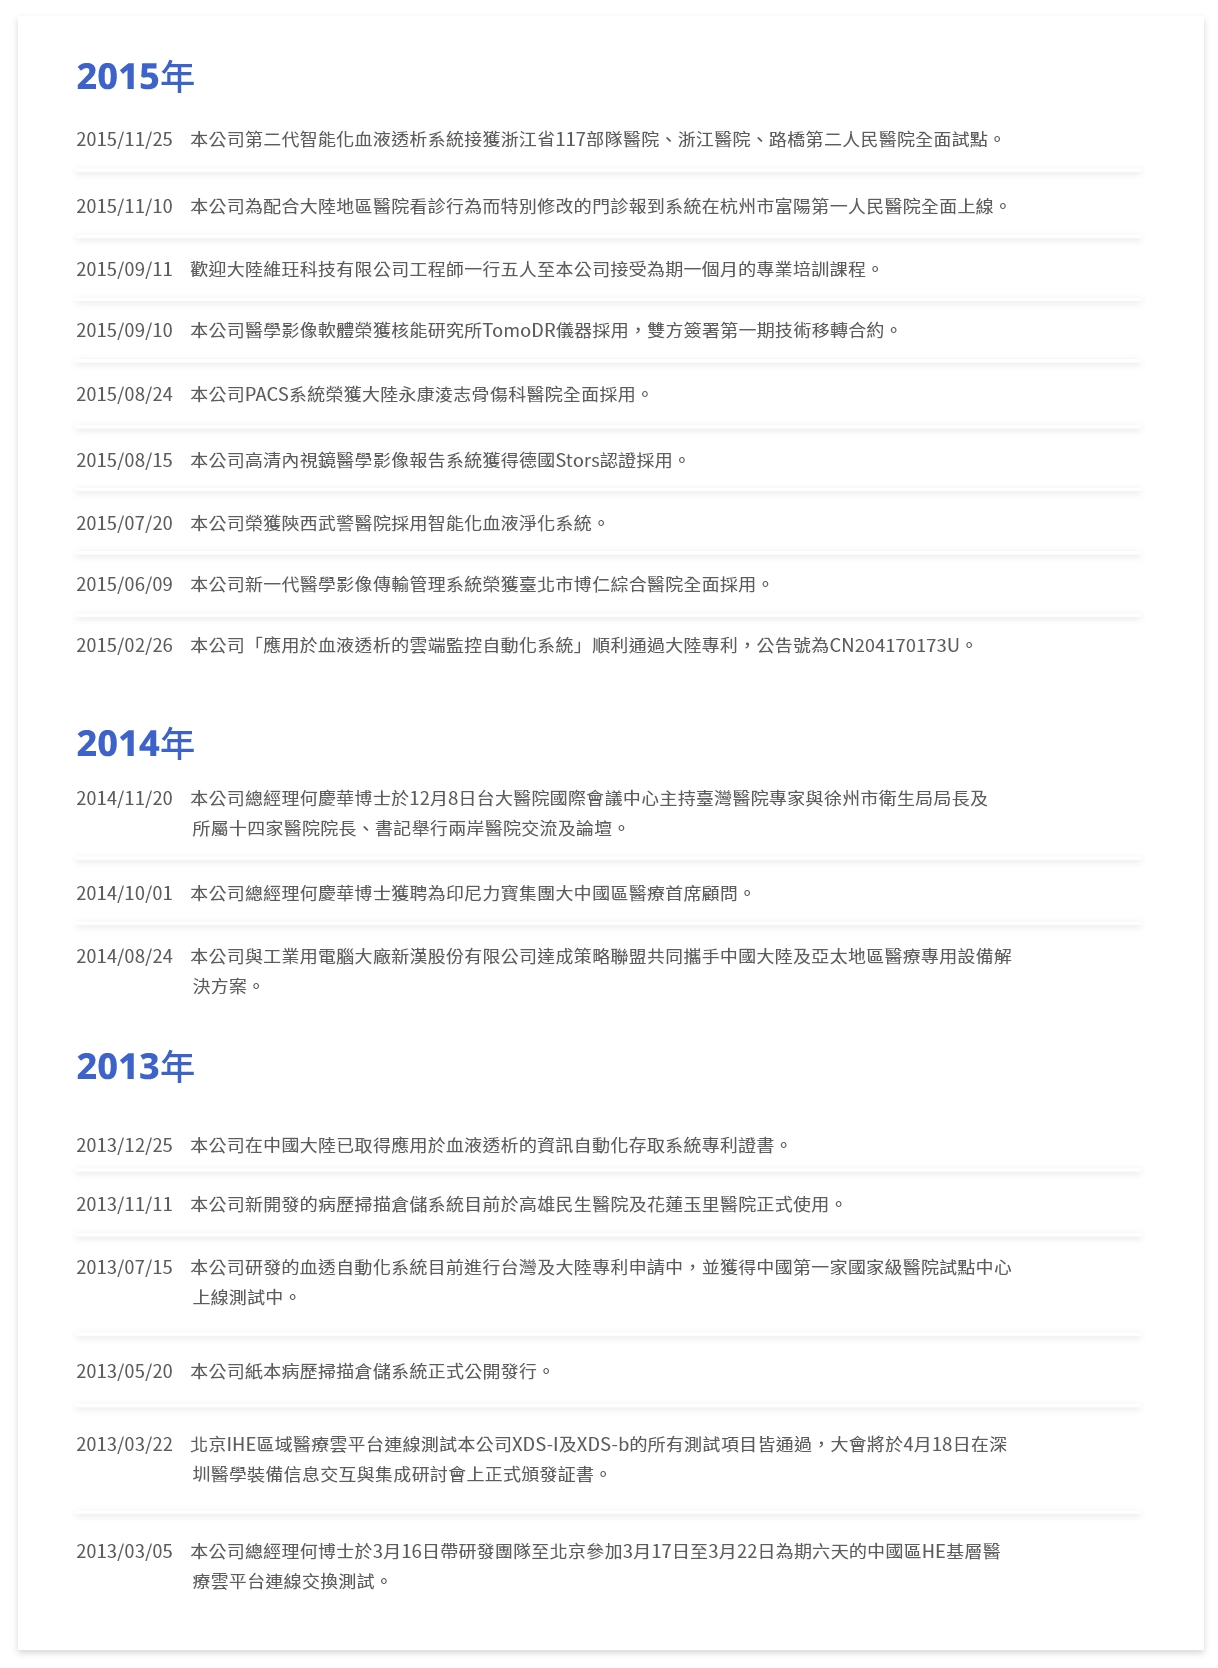 2015年
2015/11/25 本公司第二代智能化血液透析系統接獲浙江省117部隊醫院、浙江醫院、路橋第二人民醫院全面試點。
2015/11/10 本公司為配合大陸地區醫院看診行為而特別修改的門診報到系統在杭州市富陽第一人民醫院全面上線。
2015/09/11 歡迎大陸維玨科技有限公司工程師一行五人至本公司接受為期一個月的專業培訓課程。
2015/09/10 本公司醫學影像軟體榮獲核能研究所TomoDR儀器採用，雙方簽署第一期技術移轉合約。
2015/08/24 本公司PACS系統榮獲大陸永康淩志骨傷科醫院全面採用。
2015/08/15 本公司高清內視鏡醫學影像報告系統獲得德國Stors認證採用。
2015/07/20 本公司榮獲陝西武警醫院採用智能化血液淨化系統。
2015/06/09 本公司新一代醫學影像傳輸管理系統榮獲臺北市博仁綜合醫院全面採用。
2015/02/26 本公司「應用於血液透析的雲端監控自動化系統」順利通過大陸專利，公告號為CN204170173U。
2014年
2014/11/20 本公司總經理何慶華博士於12月8日台大醫院國際會議中心主持臺灣醫院專家與徐州市衛生局局長及
所屬十四家醫院院長、書記舉行兩岸醫院交流及論壇。
2014/10/01 本公司總經理何慶華博士獲聘為印尼力寶集團大中國區醫療首席顧問。
2014/08/24 本公司與工業用電腦大廠新漢股份有限公司達成策略聯盟共同攜手中國大陸及亞太地區醫療專用設備解
決方案。
2013年
2013/12/25 本公司在中國大陸已取得應用於血液透析的資訊自動化存取系統專利證書。
2013/11/11 本公司新開發的病歷掃描倉儲系統目前於高雄民生醫院及花蓮玉里醫院正式使用。
2013/07/15 本公司研發的血透自動化系統目前進行台灣及大陸專利申請中，並獲得中國第一家國家級醫院試點中心
上線測試中。
2013/05/20 本公司紙本病歷掃描倉儲系統正式公開發行。
2013/03/22 北京IHE區域醫療雲平台連線測試本公司XDS-I及XDS-b的所有測試項目皆通過，大會將於4月18日在深
圳醫學裝備信息交互與集成研討會上正式頒發証書。
2013/03/05 本公司總經理何博士於3月16日帶研發團隊至北京參加3月17日至3月22日為期六天的中國區HE基層醫
療雲平台連線交換測試。